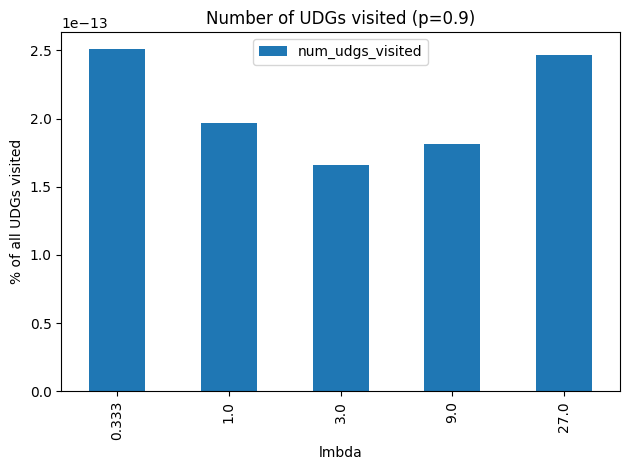 Number of UDGs visited (p=0.9)
1e−13
num_udgs_visited
% of all UDGs visited
2.5
2.0
1.5
1.0
0.5
0.0
0.333
1.0
3.0
9.0
27.0
lmbda